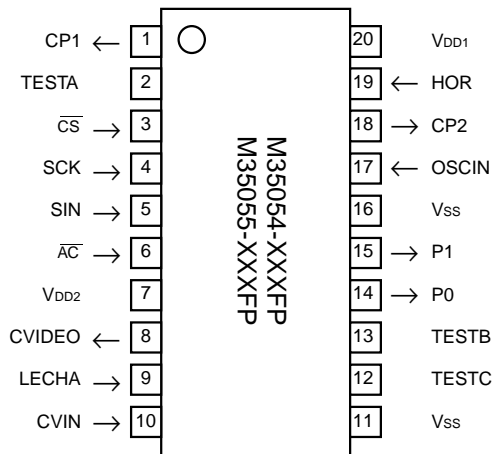 CP1 ← 1 20 VDD1
TESTA 2 19 ← HOR
C̅S̅ → 3 18 → CP2
SCK → 4 17 ← OSCIN
SIN → 5 16 VSS
A̅C̅ → 6 15 → P1
VDD2 7 14 → P0
CVIDEO ← 8 13 TESTB
LECHA → 9 12 TESTC
CVIN → 10 11 VSS
M35054-XXXFP
M35055-XXXFP